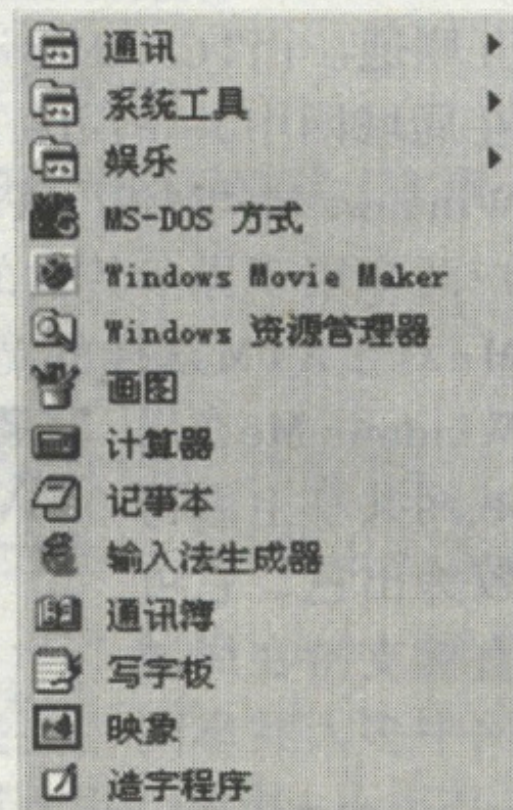 通讯
系统工具
娱乐
MS-DOS 方式
Windows Movie Maker
Windows 资源管理器
画图
计算器
记事本
输入法生成器
通讯簿
写字板
映象
造字程序